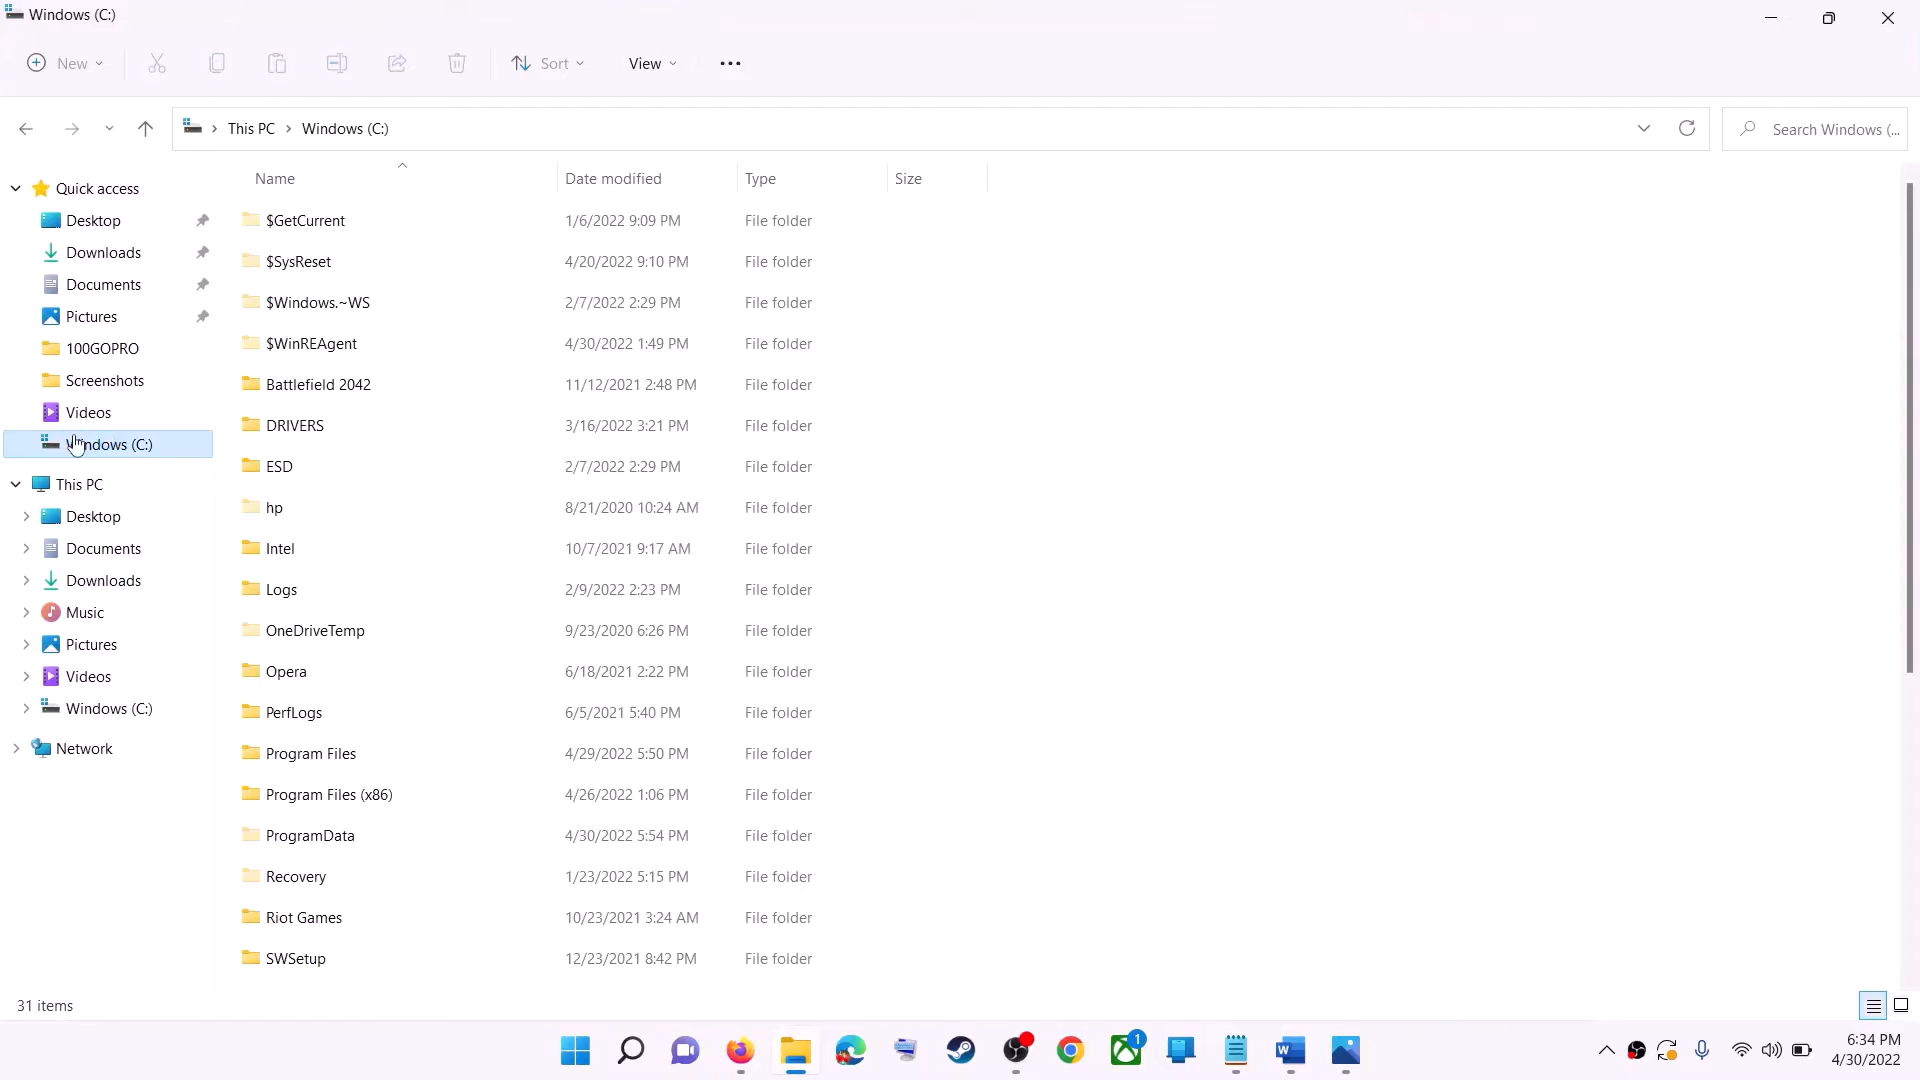 Windows (C:)
New
Sort
View
This PC
Windows (C:)
Search Windows (...
Name
Date modified
Type
Size
Quick access
Desktop
Downloads
Documents
Pictures
100GOPRO
Screenshots
Videos
Windows (C:)
This PC
Desktop
Documents
Downloads
Music
Pictures
Videos
Windows (C:)
Network
$GetCurrent 1/6/2022 9:09 PM File folder
$SysReset 4/20/2022 9:10 PM File folder
$Windows.~WS 2/7/2022 2:29 PM File folder
$WinREAgent 4/30/2022 1:49 PM File folder
Battlefield 2042 11/12/2021 2:48 PM File folder
DRIVERS 3/16/2022 3:21 PM File folder
ESD 2/7/2022 2:29 PM File folder
hp 8/21/2020 10:24 AM File folder
Intel 10/7/2021 9:17 AM File folder
Logs 2/9/2022 2:23 PM File folder
OneDriveTemp 9/23/2020 6:26 PM File folder
Opera 6/18/2021 2:22 PM File folder
PerfLogs 6/5/2021 5:40 PM File folder
Program Files 4/29/2022 5:50 PM File folder
Program Files (x86) 4/26/2022 1:06 PM File folder
ProgramData 4/30/2022 5:54 PM File folder
Recovery 1/23/2022 5:15 PM File folder
Riot Games 10/23/2021 3:24 AM File folder
SWSetup 12/23/2021 8:42 PM File folder
31 items
1
6:34 PM
4/30/2022